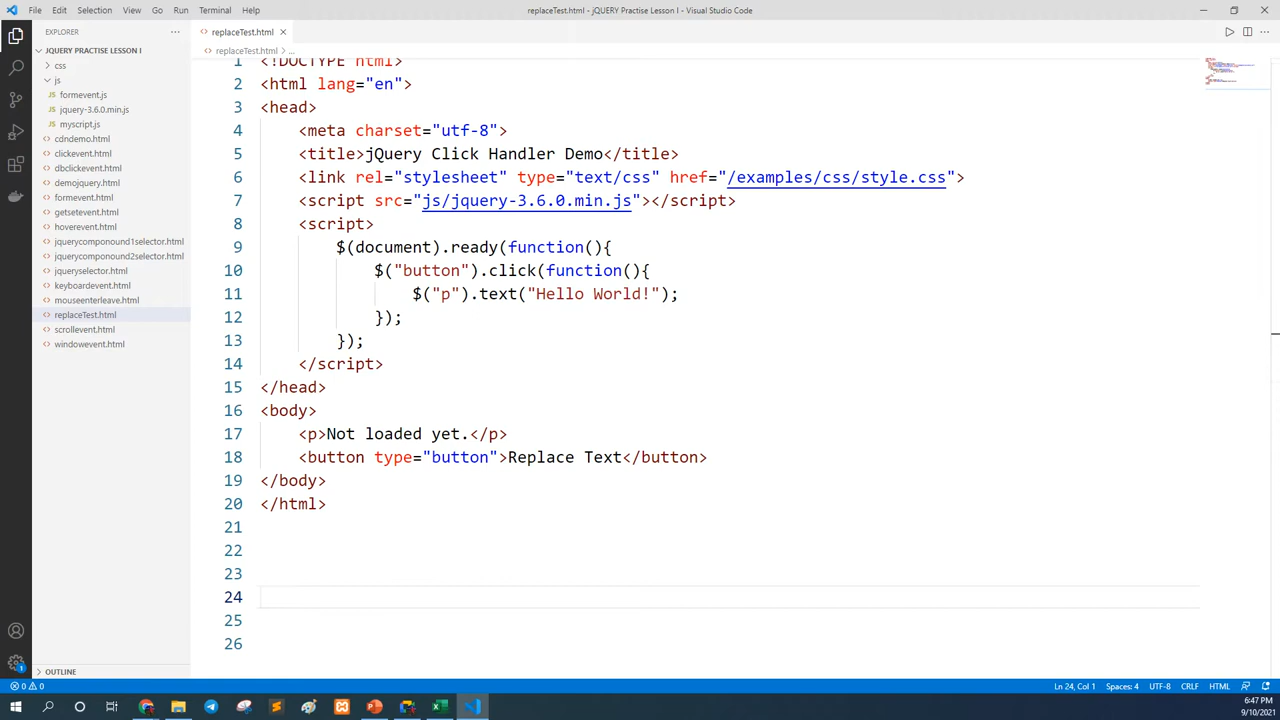 File Edit Selection View Go Run Terminal Help
replaceTest.html - jQUERY Practise Lesson I - Visual Studio Code
EXPLORER
JQUERY PRACTISE LESSON I
css
js
formevent.js
jquery-3.6.0.min.js
myscript.js
cdndemo.html
clickevent.html
dbclickevent.html
demojquery.html
formevent.html
getsetevent.html
hoverevent.html
jquerycomponound1selector.html
jquerycomponound2selector.html
jqueryselector.html
keyboardevent.html
mouseenterleave.html
replaceTest.html
scrollevent.html
windowevent.html
OUTLINE
replaceTest.html
replaceTest.html > ...
1 <!DOCTYPE html>
2 <html lang="en">
3 <head>
4 <meta charset="utf-8">
5 <title>jQuery Click Handler Demo</title>
6 <link rel="stylesheet" type="text/css" href="/examples/css/style.css">
7 <script src="js/jquery-3.6.0.min.js"></script>
8 <script>
9 $(document).ready(function(){
10 $("button").click(function(){
11 $("p").text("Hello World!");
12 });
13 });
14 </script>
15 </head>
16 <body>
17 <p>Not loaded yet.</p>
18 <button type="button">Replace Text</button>
19 </body>
20 </html>
21
22
23
24
25
26
1
0 0
Ln 24, Col 1 Spaces: 4 UTF-8 CRLF HTML
6:47 PM
9/10/2021